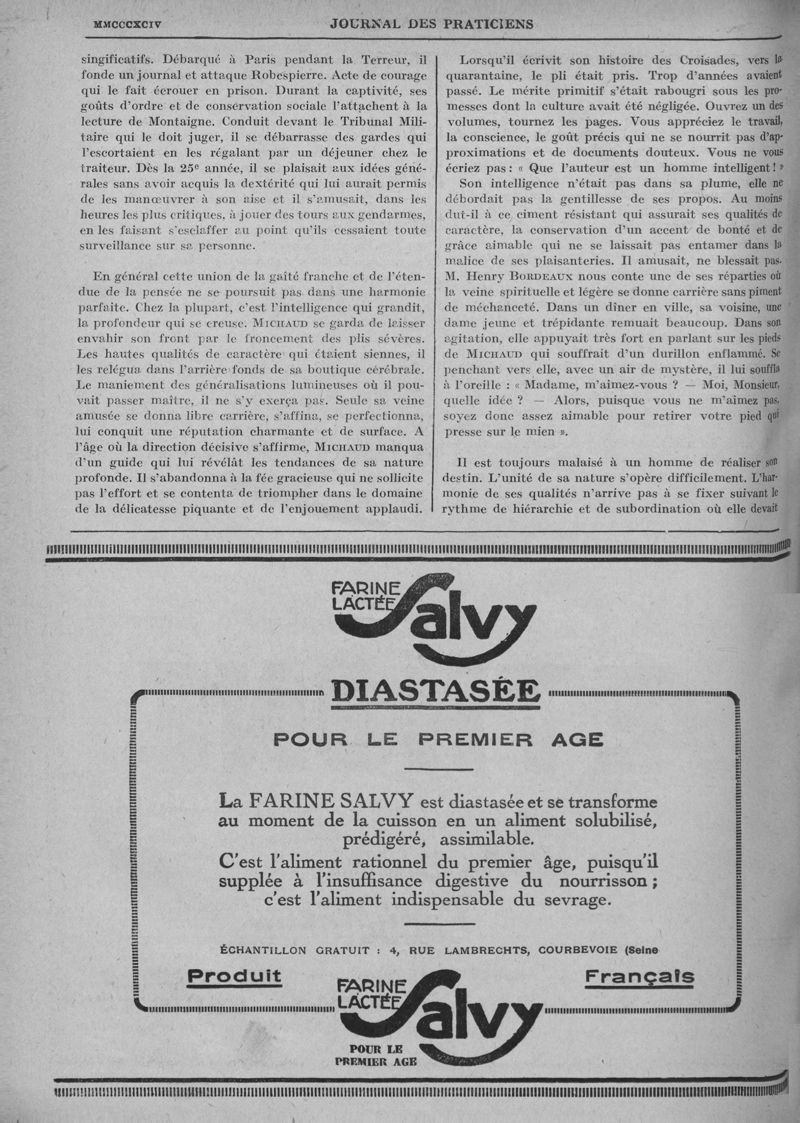 MMCCCXCIV
JOURNAL DES PRATICIENS
singificatifs. Débarqué à Paris pendant la Terreur, il
fonde un journal et attaque Robespierre. Acte de courage
qui le fait écrouer en prison. Durant la captivité, ses
goûts d'ordre et de conservation sociale l'attachent à la
lecture de Montaigne. Conduit devant le Tribunal Mili-
taire qui le doit juger, il se débarrasse des gardes qui
l'escortaient en les régalant par un déjeuner chez le
traiteur. Dès la 25e année, il se plaisait aux idées géné-
rales sans avoir acquis la dextérité qui lui aurait permis
de les manœuvrer à son aise et il s'amusait, dans les
heures les plus critiques, à jouer des tours aux gendarmes,
en les faisant s'esclaffer au point qu'ils cessaient toute
surveillance sur sa personne.
En général cette union de la gaîté franche et de l'éten-
due de la pensée ne se poursuit pas dans une harmonie
parfaite. Chez la plupart, c'est l'intelligence qui grandit,
la profondeur qui se creuse. MICHAUD se garda de laisser
envahir son front par le froncement des plis sévères.
Les hautes qualités de caractère qui étaient siennes, il
les relégua dans l'arrière fonds de sa boutique cérébrale.
Le maniement des généralisations lumineuses où il pou-
vait passer maître, il ne s'y exerça pas. Seule sa veine
amusée se donna libre carrière, s'affina, se perfectionna,
lui conquit une réputation charmante et de surface. A
l'âge où la direction décisive s'affirme, MICHAUD manqua
d'un guide qui lui révélât les tendances de sa nature
profonde. Il s'abandonna à la fée gracieuse qui ne sollicite
pas l'effort et se contenta de triompher dans le domaine
de la délicatesse piquante et de l'enjouement applaudi.
Lorsqu'il écrivit son histoire des Croisades, vers la
quarantaine, le pli était pris. Trop d'années avaient
passé. Le mérite primitif s'était rabougri sous les pro-
messes dont la culture avait été négligée. Ouvrez un des
volumes, tournez les pages. Vous appréciez le travail,
la conscience, le goût précis qui ne se nourrit pas d'ap-
proximations et de documents douteux. Vous ne vous
écriez pas : « Que l'auteur est un homme intelligent ! »
Son intelligence n'était pas dans sa plume, elle ne
débordait pas la gentillesse de ses propos. Au moins
dut-il à ce ciment résistant qui assurait ses qualités de
caractère, la conservation d'un accent de bonté et de
grâce aimable qui ne se laissait pas entamer dans la
malice de ses plaisanteries. Il amusait, ne blessait pas.
M. Henry BORDEAUX nous conte une de ses réparties où
la veine spirituelle et légère se donne carrière sans piment
de méchanceté. Dans un dîner en ville, sa voisine, une
dame jeune et trépidante remuait beaucoup. Dans son
agitation, elle appuyait très fort en parlant sur les pieds
de MICHAUD qui souffrait d'un durillon enflammé. Se
penchant vers elle, avec un air de mystère, il lui souffla
à l'oreille : « Madame, m'aimez-vous ? — Moi, Monsieur,
quelle idée ? — Alors, puisque vous ne m'aimez pas,
soyez donc assez aimable pour retirer votre pied qui
presse sur le mien ».
Il est toujours malaisé à un homme de réaliser son
destin. L'unité de sa nature s'opère difficilement. L'har-
monie de ses qualités n'arrive pas à se fixer suivant le
rythme de hiérarchie et de subordination où elle devait
FARINE
LACTÉE
Salvy
DIASTASÉE
POUR LE PREMIER AGE
La FARINE SALVY est diastasée et se transforme
au moment de la cuisson en un aliment solubilisé,
prédigéré, assimilable.
C'est l'aliment rationnel du premier âge, puisqu'il
supplée à l'insuffisance digestive du nourrisson ;
c'est l'aliment indispensable du sevrage.
ÉCHANTILLON GRATUIT : 4, RUE LAMBRECHTS, COURBEVOIE (Seine
Produit
Français
FARINE
LACTÉE
Salvy
POUR LE
PREMIER AGE